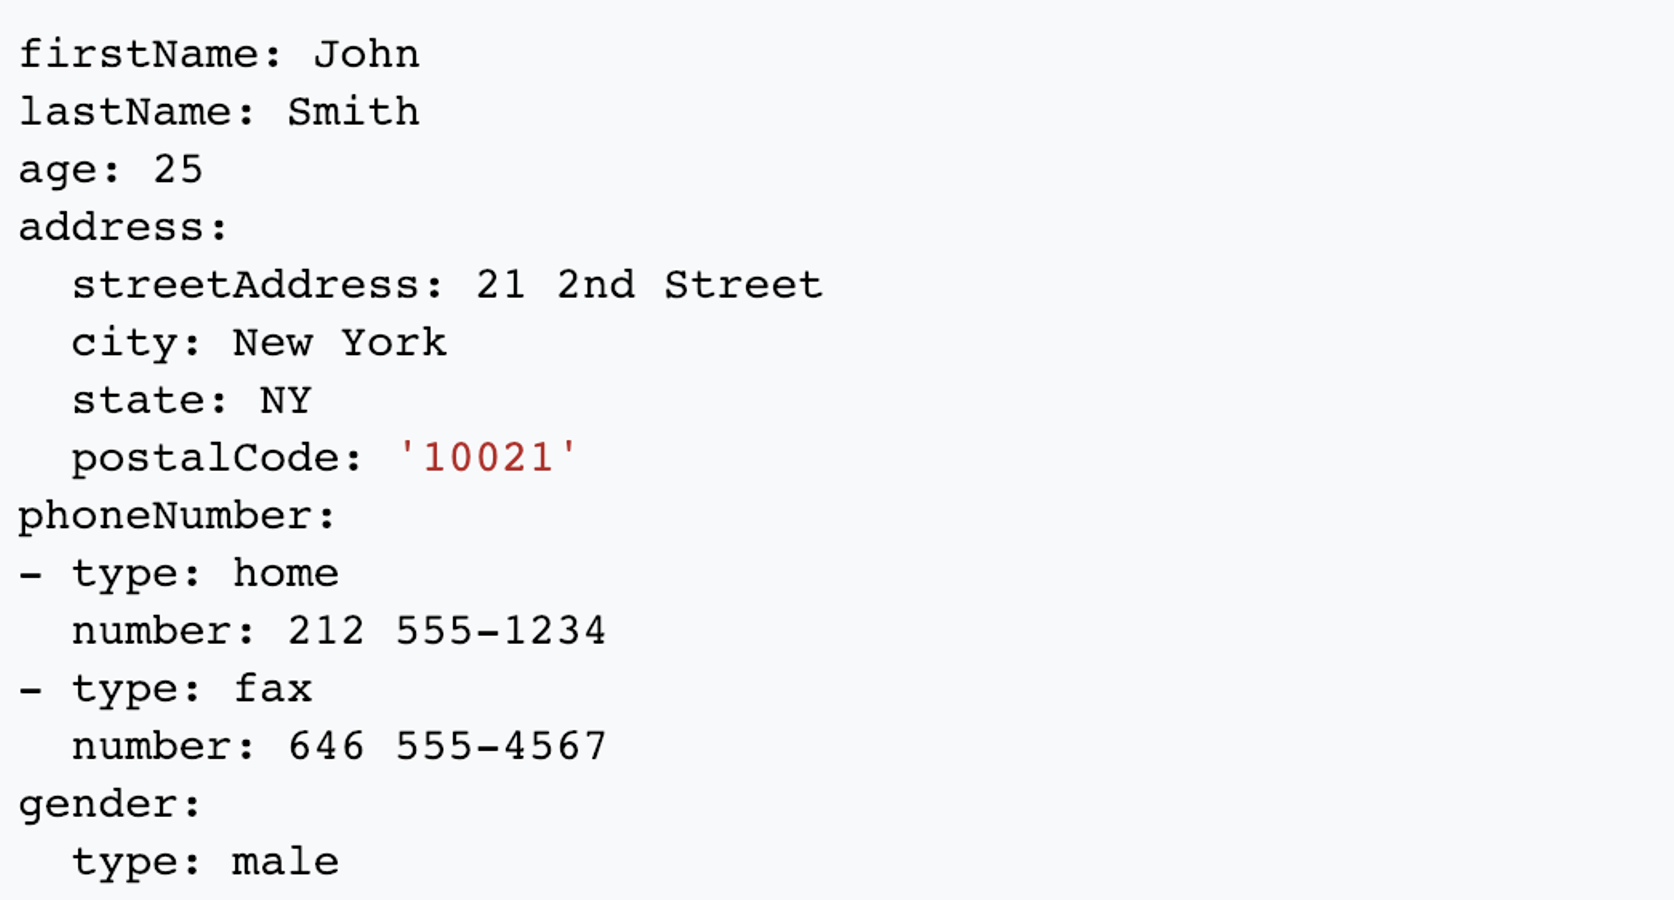 firstName: John
lastName: Smith
age: 25
address:
  streetAddress: 21 2nd Street
  city: New York
  state: NY
  postalCode: '10021'
phoneNumber:
- type: home
  number: 212 555-1234
- type: fax
  number: 646 555-4567
gender:
  type: male